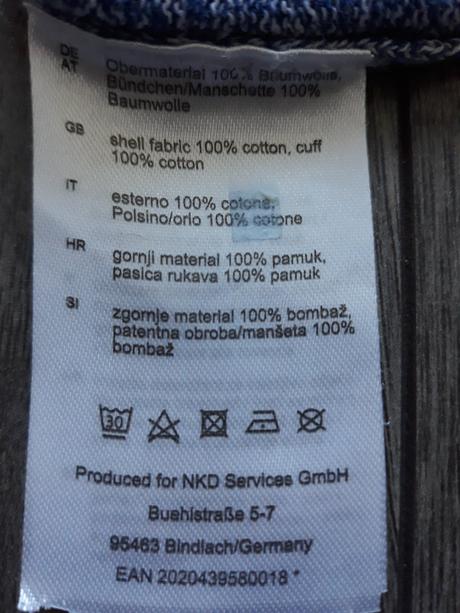 DE
AT
Obermaterial 100% Baumwolle,
Bündchen/Manschette 100%
Baumwolle
GB
shell fabric 100% cotton, cuff
100% cotton
IT
esterno 100% cotone,
Polsino/orlo 100% cotone
HR
gornji material 100% pamuk,
pasica rukava 100% pamuk
SI
zgornje material 100% bombaž,
patentna obroba/manšeta 100%
bombaž
30
Produced for NKD Services GmbH
Buehlstraße 5-7
95463 Bindlach/Germany
EAN 2020439580018 *